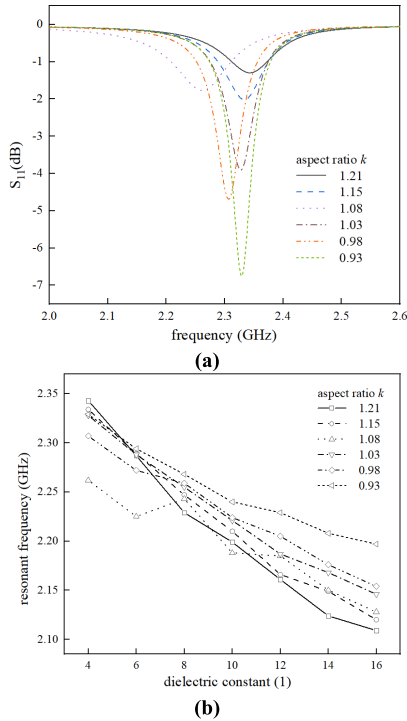 0
-1
-2
-3
-4
-5
-6
-7
S11(dB)
aspect ratio k
1.21
1.15
1.08
1.03
0.98
0.93
2.0 2.1 2.2 2.3 2.4 2.5 2.6
frequency (GHz)
(a)
2.35
2.30
2.25
2.20
2.15
2.10
resonant frequency (GHz)
aspect ratio k
1.21
1.15
1.08
1.03
0.98
0.93
4 6 8 10 12 14 16
dielectric constant (1)
(b)